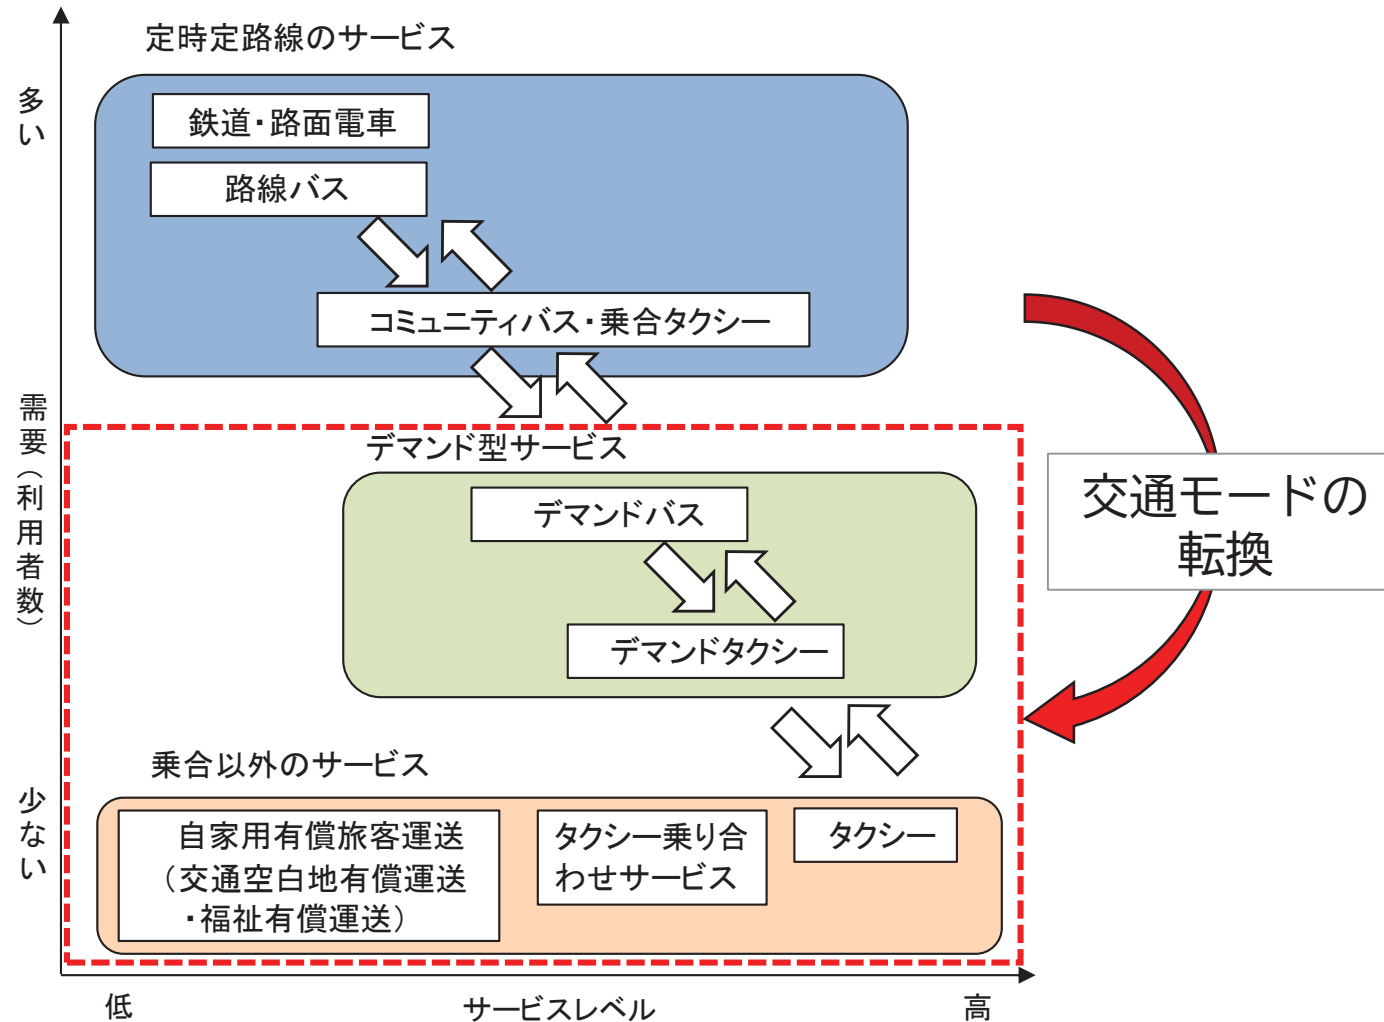 定時定路線のサービス
多い
鉄道・路面電車
路線バス
コミュニティバス・乗合タクシー
需要(利用者数)
デマンド型サービス
デマンドバス
デマンドタクシー
交通モードの
転換
乗合以外のサービス
少ない
自家用有償旅客運送
(交通空白地有償運送
・福祉有償運送)
タクシー乗り合
わせサービス
タクシー
低
サービスレベル
高